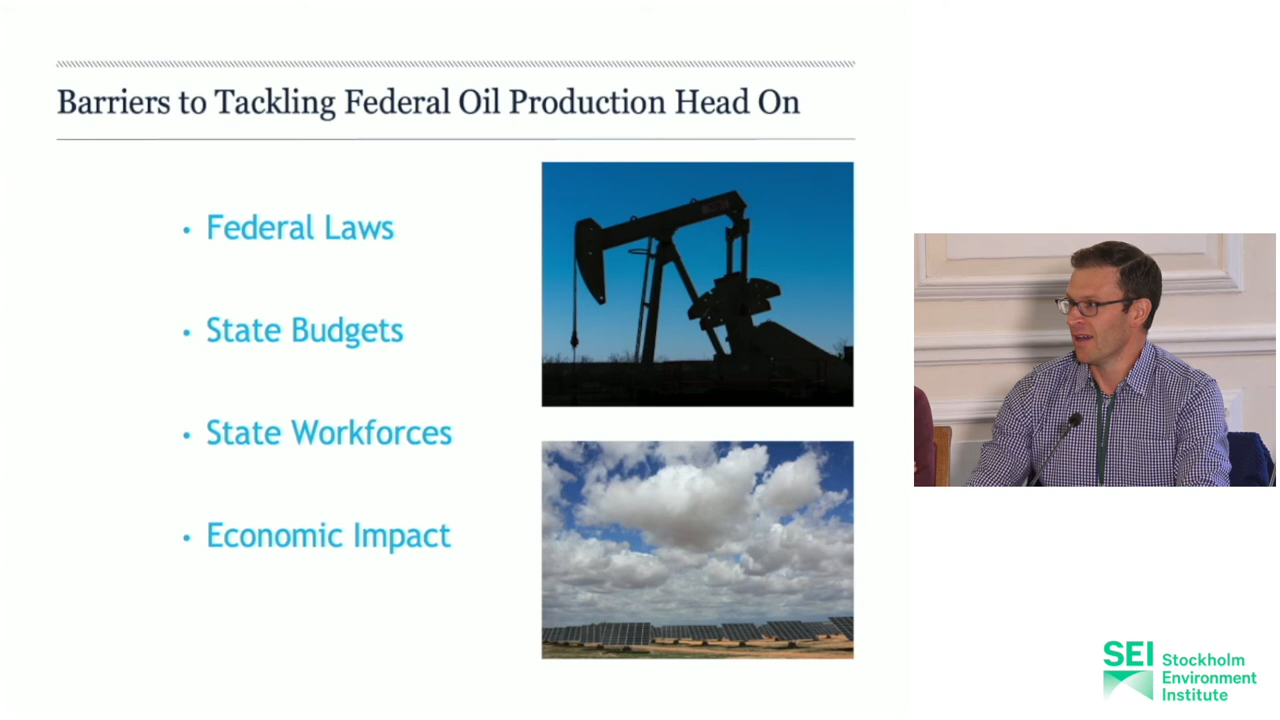 Barriers to Tackling Federal Oil Production Head On
• Federal Laws
• State Budgets
• State Workforces
• Economic Impact
SEI Stockholm
Environment
Institute